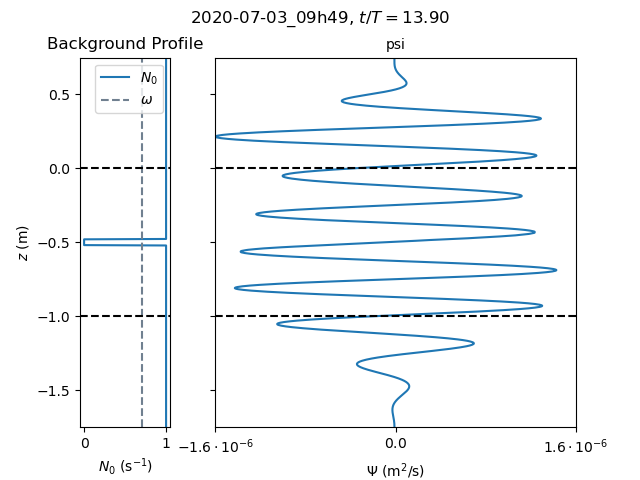 2020-07-03_09h49, t/T = 13.90
Background Profile
psi
N₀
ω
z (m)
0.5
0.0
−0.5
−1.0
−1.5
0
1
N₀ (s⁻¹)
−1.6 · 10⁻⁶
0.0
1.6 · 10⁻⁶
Ψ (m²/s)